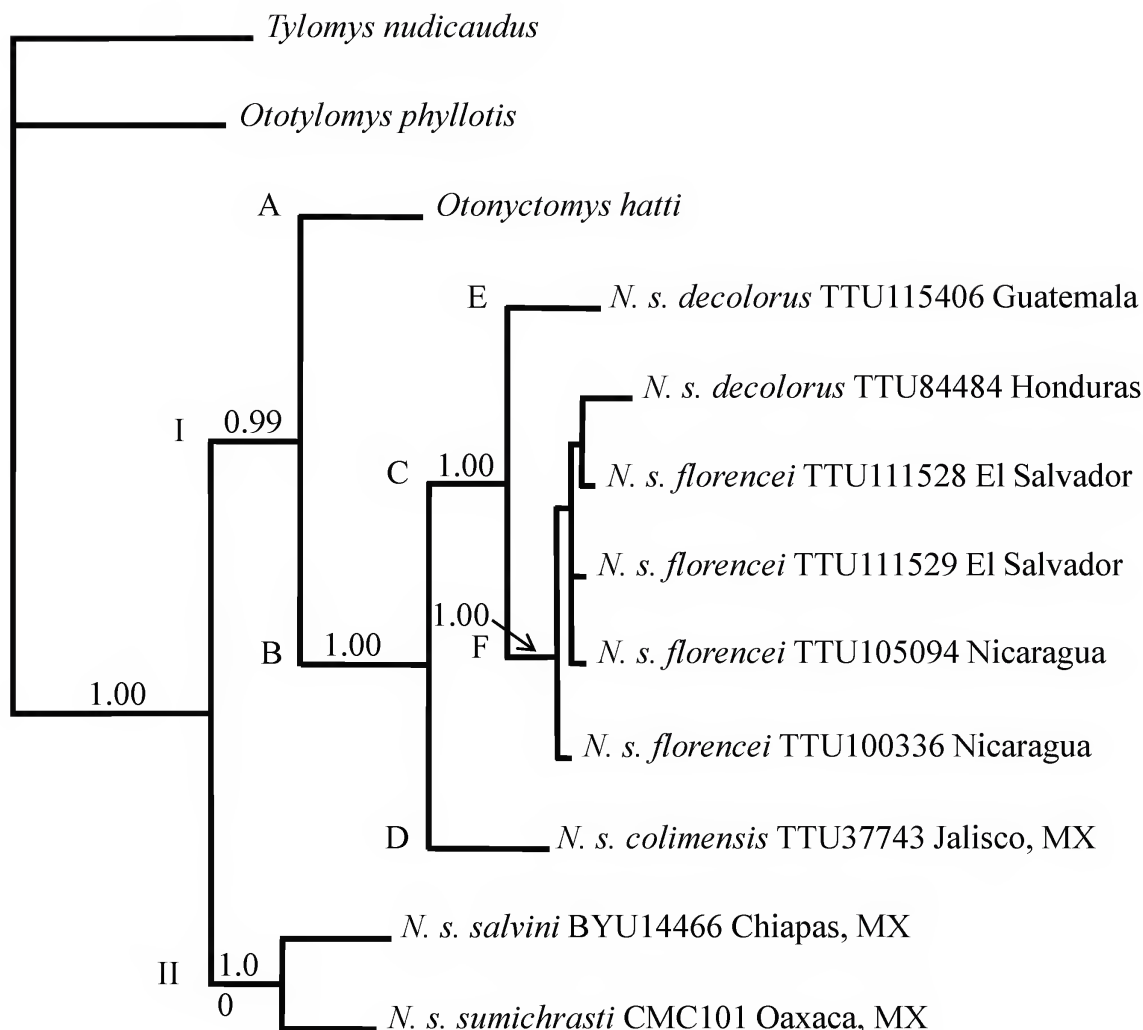 Tylomys nudicaudus
Ototylomys phyllotis
A
Otonyctomys hatti
E
N. s. decolorus TTU115406 Guatemala
N. s. decolorus TTU84484 Honduras
I
0.99
C
1.00
N. s. florencei TTU111528 El Salvador
N. s. florencei TTU111529 El Salvador
1.00
B
1.00
F
N. s. florencei TTU105094 Nicaragua
1.00
N. s. florencei TTU100336 Nicaragua
D
N. s. colimensis TTU37743 Jalisco, MX
N. s. salvini BYU14466 Chiapas, MX
II
1.0
0
N. s. sumichrasti CMC101 Oaxaca, MX